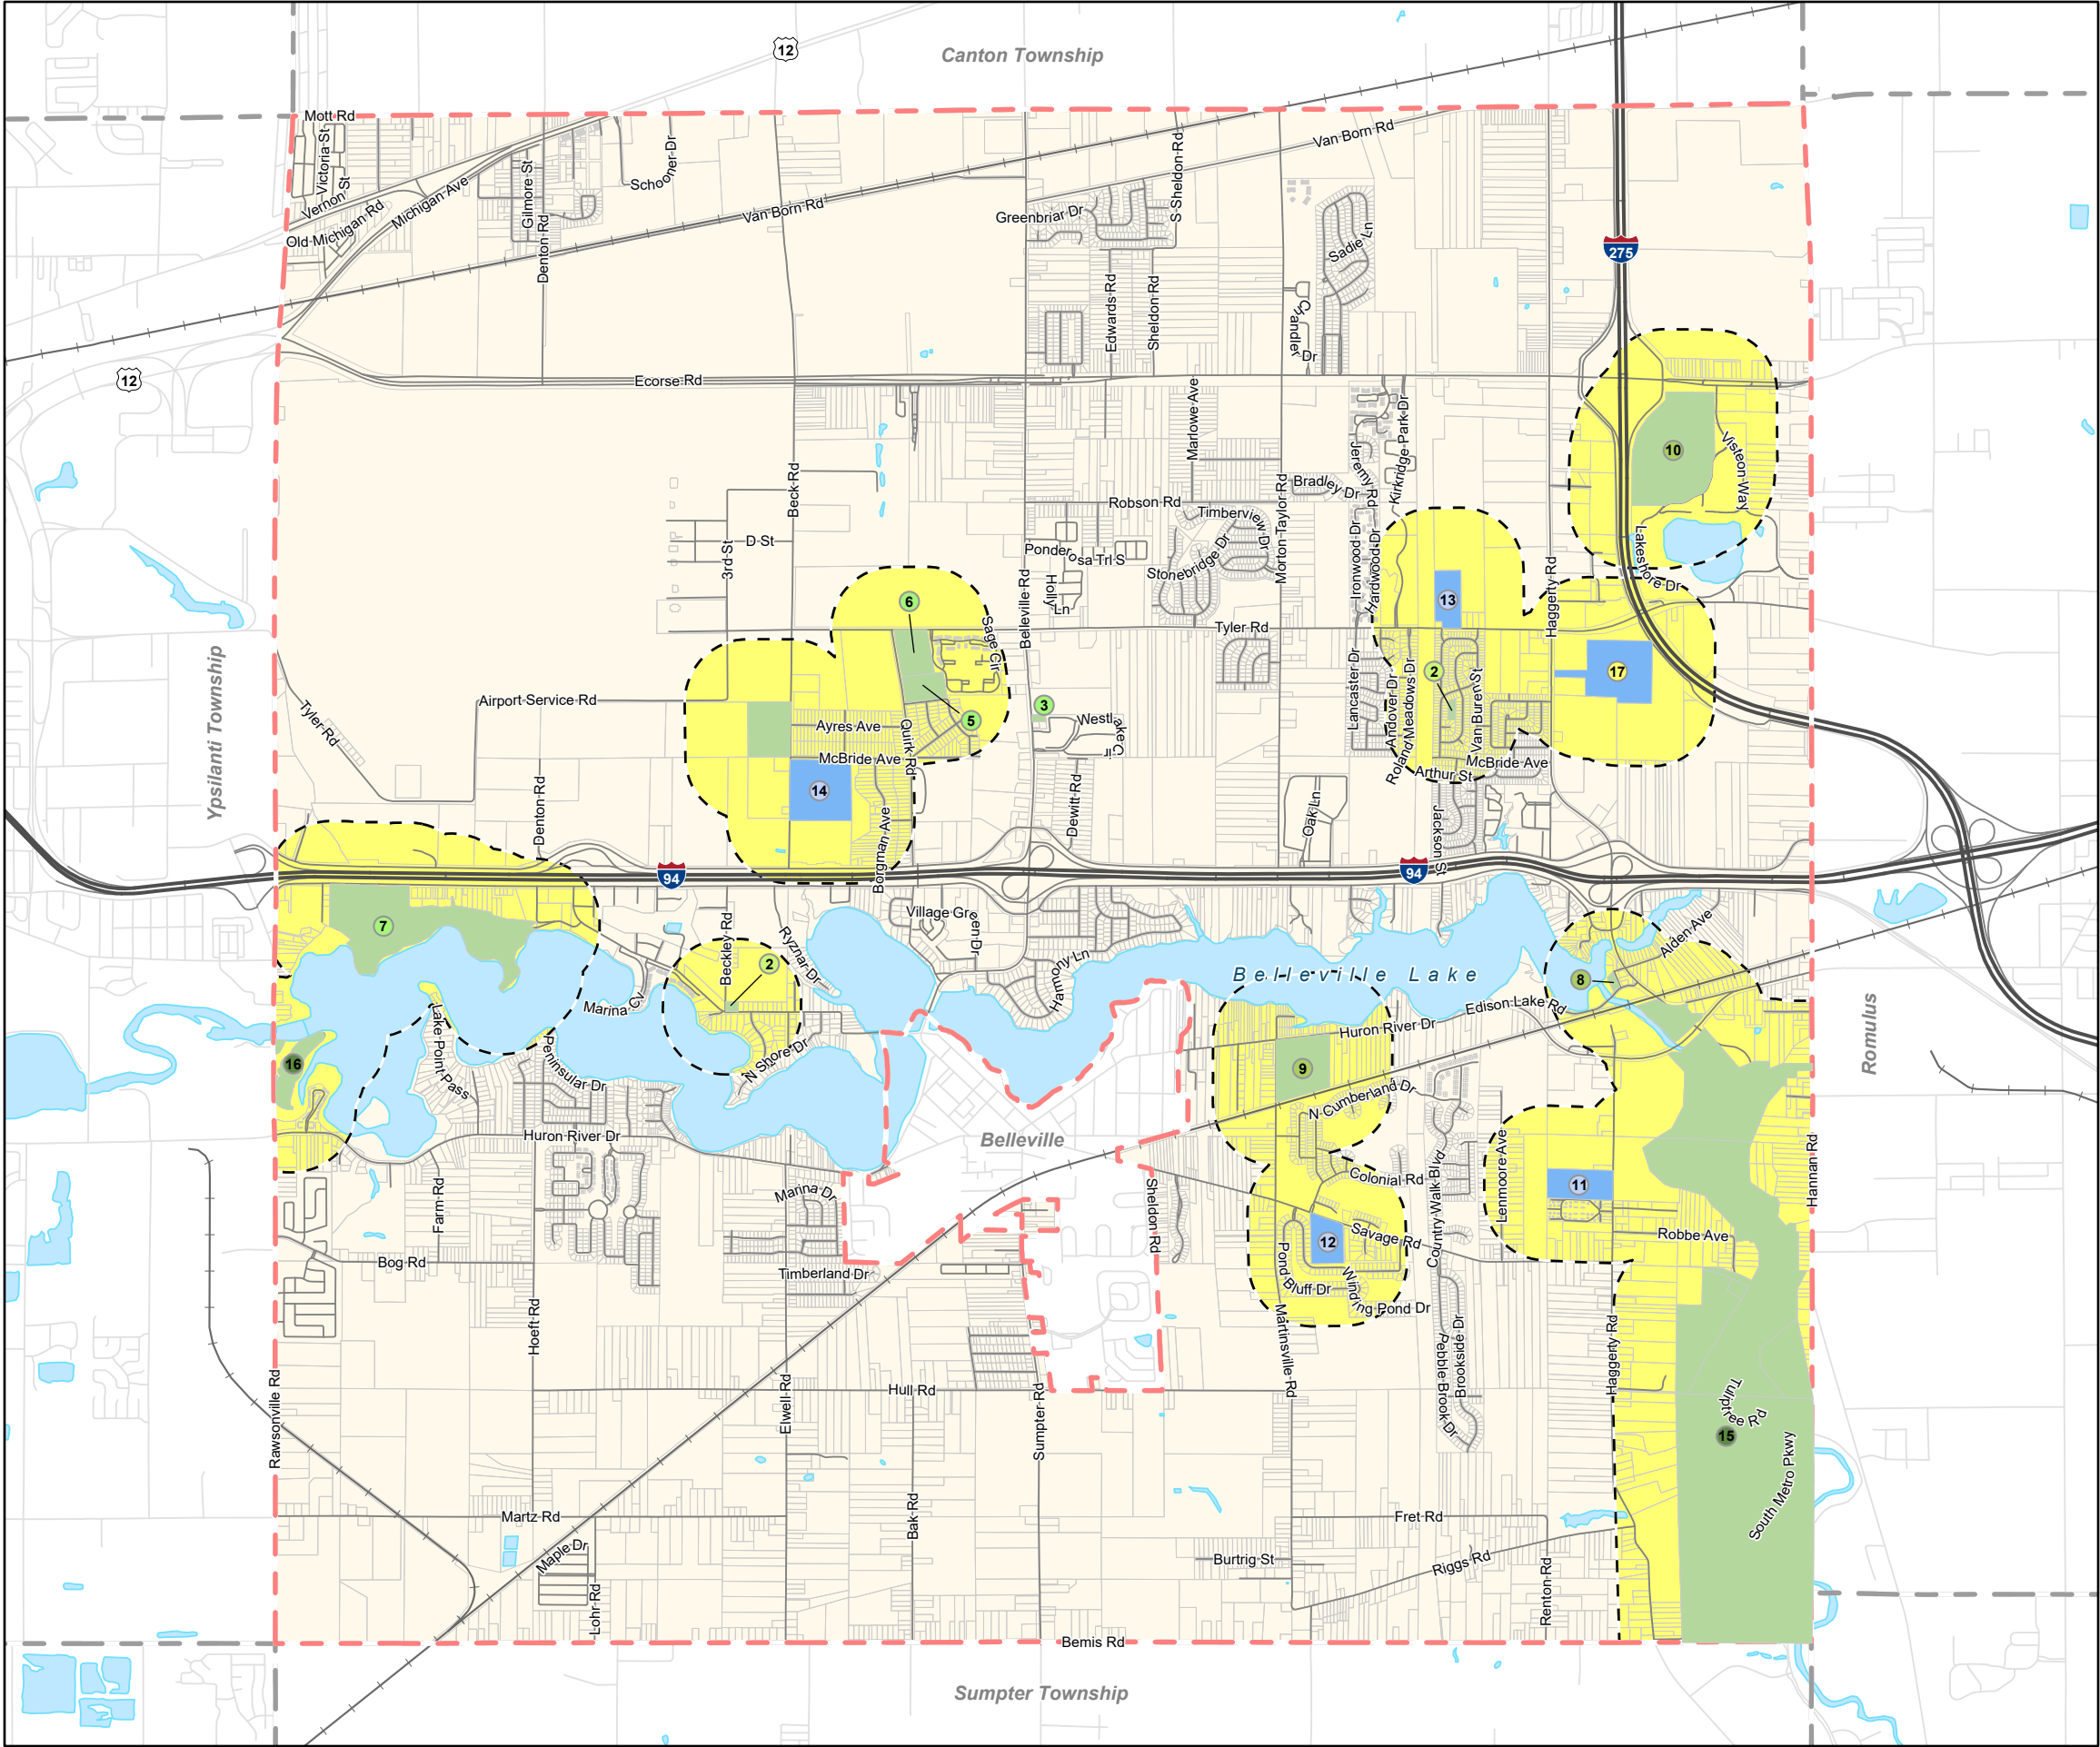 Canton Township
12
Mott Rd
Victoria St
Vernon St
Old Michigan Rd
Michigan Ave
Gilmore St
Denton Rd
Schooner Dr
Van Born Rd
Van Born Rd
Greenbriar Dr
S Sheldon Rd
Sadie Ln
275
Edwards Rd
Sheldon Rd
Chandler Dr
12
Ecorse Rd
Marlowe Ave
Jeremy Rd
Kirkridge Park Dr
Visteon Way
10
Beck Rd
Bradley Dr
Robson Rd
Timberview Dr
Morton-Taylor Rd
D St
3rd St
Ponderosa Trl S
Stonebridge Dr
Ironwood Dr
Hardwood Dr
Haggerty Rd
Lakeshore Dr
Holly Ln
Belleville Rd
6
13
Sage Cir
Tyler Rd
Ypsilanti Township
Tyler Rd
Airport Service Rd
Ayres Ave
Quirk Rd
5
3
Westlake Cir
Lancaster Dr
Andover Dr
Roland Meadows Dr
2
Van Buren St
17
McBride Ave
McBride Ave
Arthur St
14
Denton Rd
Borgman Ave
Dewitt Rd
Oak Ln
Jackson St
94
94
7
Beckley Rd
2
Ryznar Dr
Village Green Dr
Harmony Ln
Belleville Lake
Alden Ave
8
Edison Lake Rd
Huron River Dr
Marina Cv
Lake Point Pass
Peninsular Dr
N Shore Dr
16
9
N Cumberland Dr
Romulus
Huron River Dr
Belleville
Colonial Rd
Country Walk Blvd
Lenmoore Ave
11
Hannan Rd
Farm Rd
Marina Dr
Sheldon Rd
Savage Rd
12
Robbe Ave
Bog Rd
Timberland Dr
Pond Bluff Dr
Winding Pond Dr
Hoeft Rd
Martinsville Rd
Pebble Brook Dr
Brookside Dr
Haggerty Rd
Rawsonville Rd
Elwell Rd
Hull Rd
Sumpter Rd
Tuliptree Rd
15
South Metro Pkwy
Martz Rd
Bak Rd
Fret Rd
Maple Dr
Lohr Rd
Burtrig St
Riggs Rd
Renton Rd
Bemis Rd
Sumpter Township